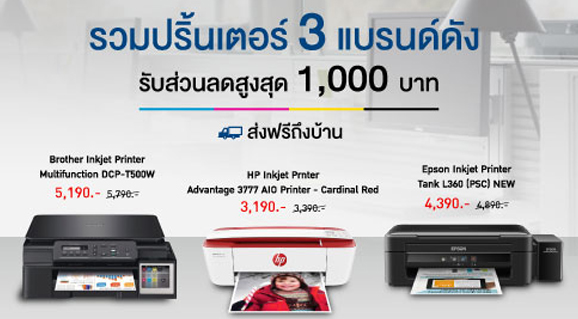 รวมปริ้นเตอร์ 3 แบรนด์ดัง
รับส่วนลดสูงสุด 1,000 บาท
ส่งฟรีถึงบ้าน
Brother Inkjet Printer
Multifunction DCP-T500W
5,190.- 5,790.-
HP Inkjet Prnter
Advantage 3777 AIO Printer - Cardinal Red
3,190.- 3,390.-
Epson Inkjet Printer
Tank L360 (PSC) NEW
4,390.- 4,890.-
hp
EPSON